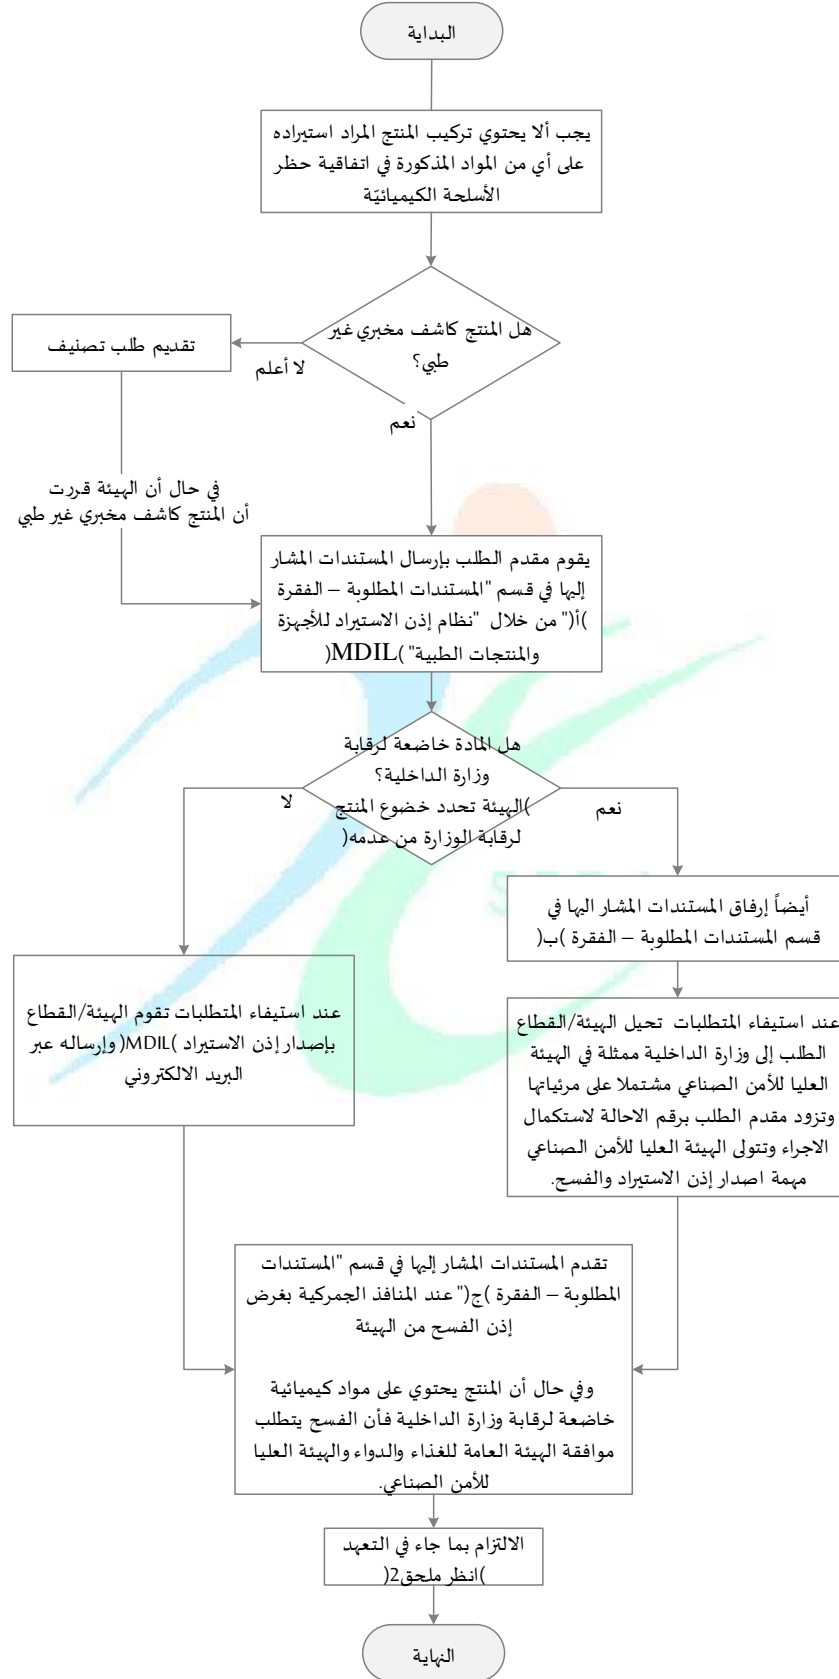 البداية
يجب ألا يحتوي تركيب المنتج المراد استيراده
على أي من المواد المذكورة في اتفاقية حظر
الأسلحة الكيميائيّة
هل المنتج كاشف مخبري غير
طبي؟
لا أعلم
تقديم طلب تصنيف
نعم
في حال أن الهيئة قررت
أن المنتج كاشف مخبري غير طبي
يقوم مقدم الطلب بإرسال المستندات المشار
إليها في قسم "المستندات المطلوبة – الفقرة
)أ(" من خلال "نظام إذن الاستيراد للأجهزة
والمنتجات الطبية" )MDIL(
هل المادة خاضعة لرقابة
وزارة الداخلية؟
)الهيئة تحدد خضوع المنتج
لرقابة الوزارة من عدمه(
نعم
لا
أيضاً إرفاق المستندات المشار اليها في
قسم المستندات المطلوبة – الفقرة )ب(
عند استيفاء المتطلبات تحيل الهيئة/القطاع
الطلب إلى وزارة الداخلية ممثلة في الهيئة
العليا للأمن الصناعي مشتملا على مرئياتها
وتزود مقدم الطلب برقم الاحالة لاستكمال
الاجراء وتتولى الهيئة العليا للأمن الصناعي
مهمة اصدار إذن الاستيراد والفسح.
عند استيفاء المتطلبات تقوم الهيئة/القطاع
بإصدار إذن الاستيراد )MDIL( وإرساله عبر
البريد الالكتروني
تقدم المستندات المشار إليها في قسم "المستندات
المطلوبة – الفقرة )ج(" عند المنافذ الجمركية بغرض
إذن الفسح من الهيئة
وفي حال أن المنتج يحتوي على مواد كيميائية
خاضعة لرقابة وزارة الداخلية فأن الفسح يتطلب
موافقة الهيئة العامة للغذاء والدواء والهيئة العليا
للأمن الصناعي.
الالتزام بما جاء في التعهد
)انظر ملحق2(
النهاية